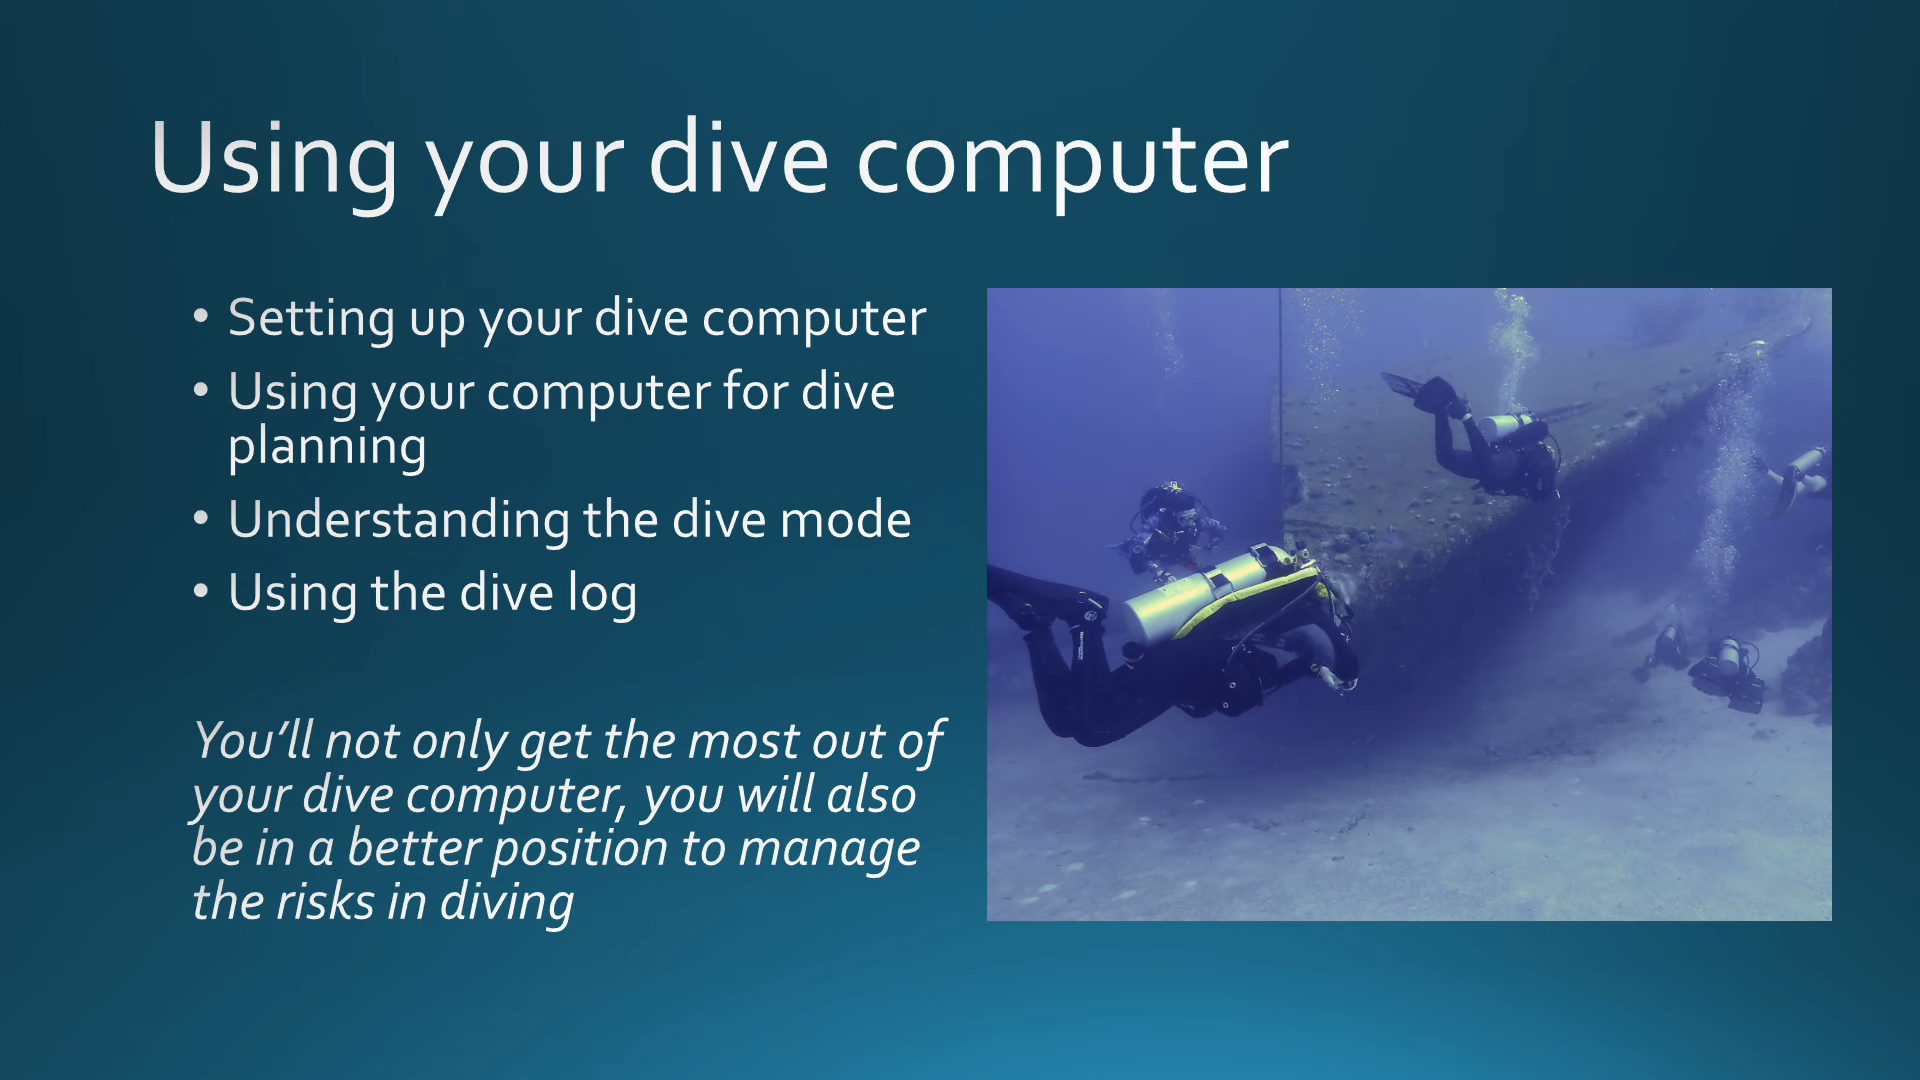 Using your dive computer
• Setting up your dive computer
• Using your computer for dive
planning
• Understanding the dive mode
• Using the dive log
You’ll not only get the most out of
your dive computer, you will also
be in a better position to manage
the risks in diving